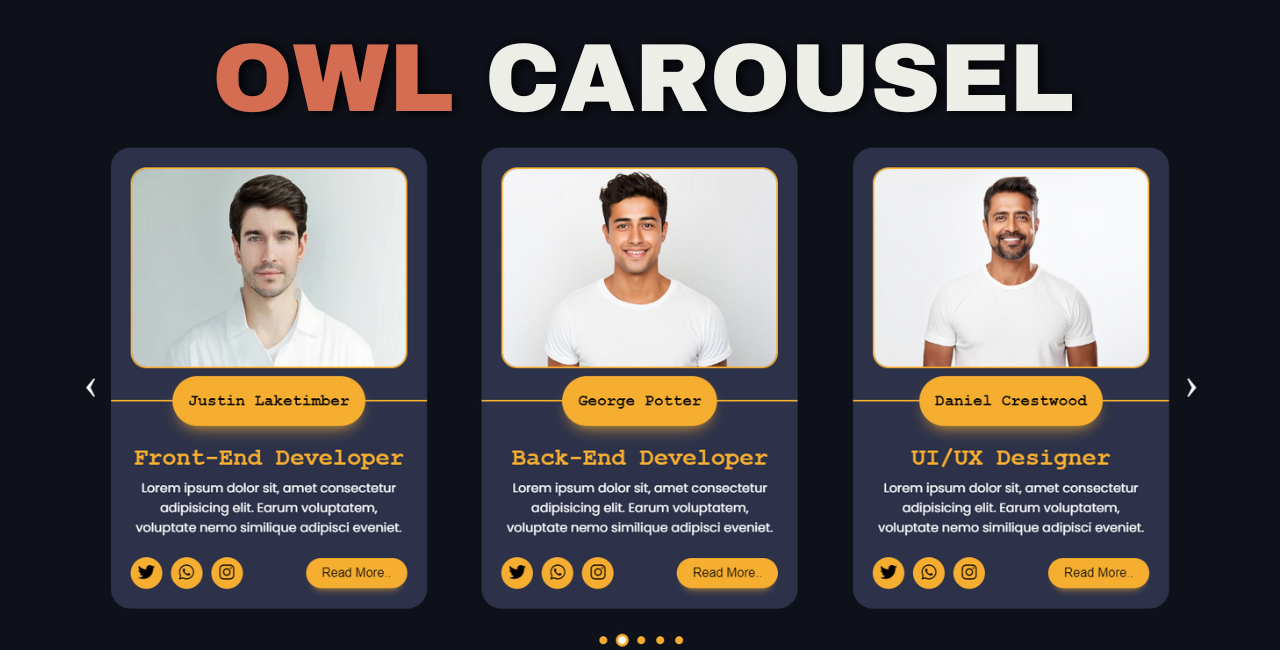 OWL CAROUSEL
Justin Laketimber
Front-End Developer
Lorem ipsum dolor sit, amet consectetur
adipisicing elit. Earum voluptatem,
voluptate nemo similique adipisci eveniet.
Read More..
George Potter
Back-End Developer
Lorem ipsum dolor sit, amet consectetur
adipisicing elit. Earum voluptatem,
voluptate nemo similique adipisci eveniet.
Read More..
Daniel Crestwood
UI/UX Designer
Lorem ipsum dolor sit, amet consectetur
adipisicing elit. Earum voluptatem,
voluptate nemo similique adipisci eveniet.
Read More..